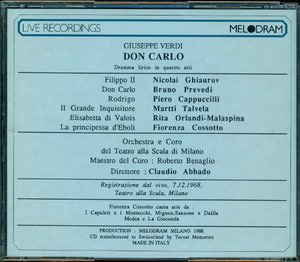 LIVE RECORDINGS MELODRAM
GIUSEPPE VERDI
DON CARLO
Dramma lirico in quattro atti
Filippo II Nicolai Ghiaurov
Don Carlo Bruno Prevedi
Rodrigo Piero Cappuccilli
Il Grande Inquisitore Martti Talvela
Elisabetta di Valois Rita Orlandi-Malaspina
La principessa d'Eboli Fiorenza Cossotto
Orchestra e Coro
del Teatro alla Scala di Milano
Maestro del Coro : Roberto Benaglio
Direttore : Claudio Abbado
Registrazione dal vivo, 7.12.1968,
Teatro alla Scala, Milano
Fiorenza Cossotto canta arie da :
I Capuleti e i Montecchi, Mignon, Sansone e Dalila
Medea e La Gioconda
PRODUCTION : MELODRAM MILANO 1988
CD manufactured in Switzerland by Tecval Memories
MADE IN ITALY